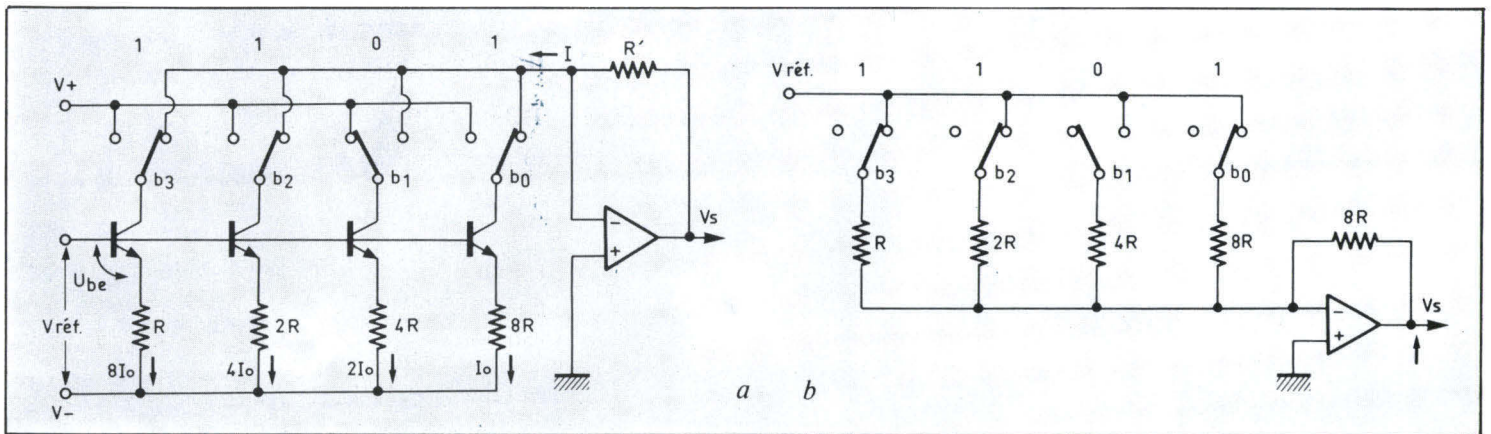 1 1 0 1
I
R´
V+
b3 b2 b1 b0
Ube
Vréf.
R 2R 4R 8R
8Io 4Io 2Io Io
V-
- +
Vs
a
b
Vréf. 1 1 0 1
b3 b2 b1 b0
R 2R 4R 8R
8R
- +
Vs